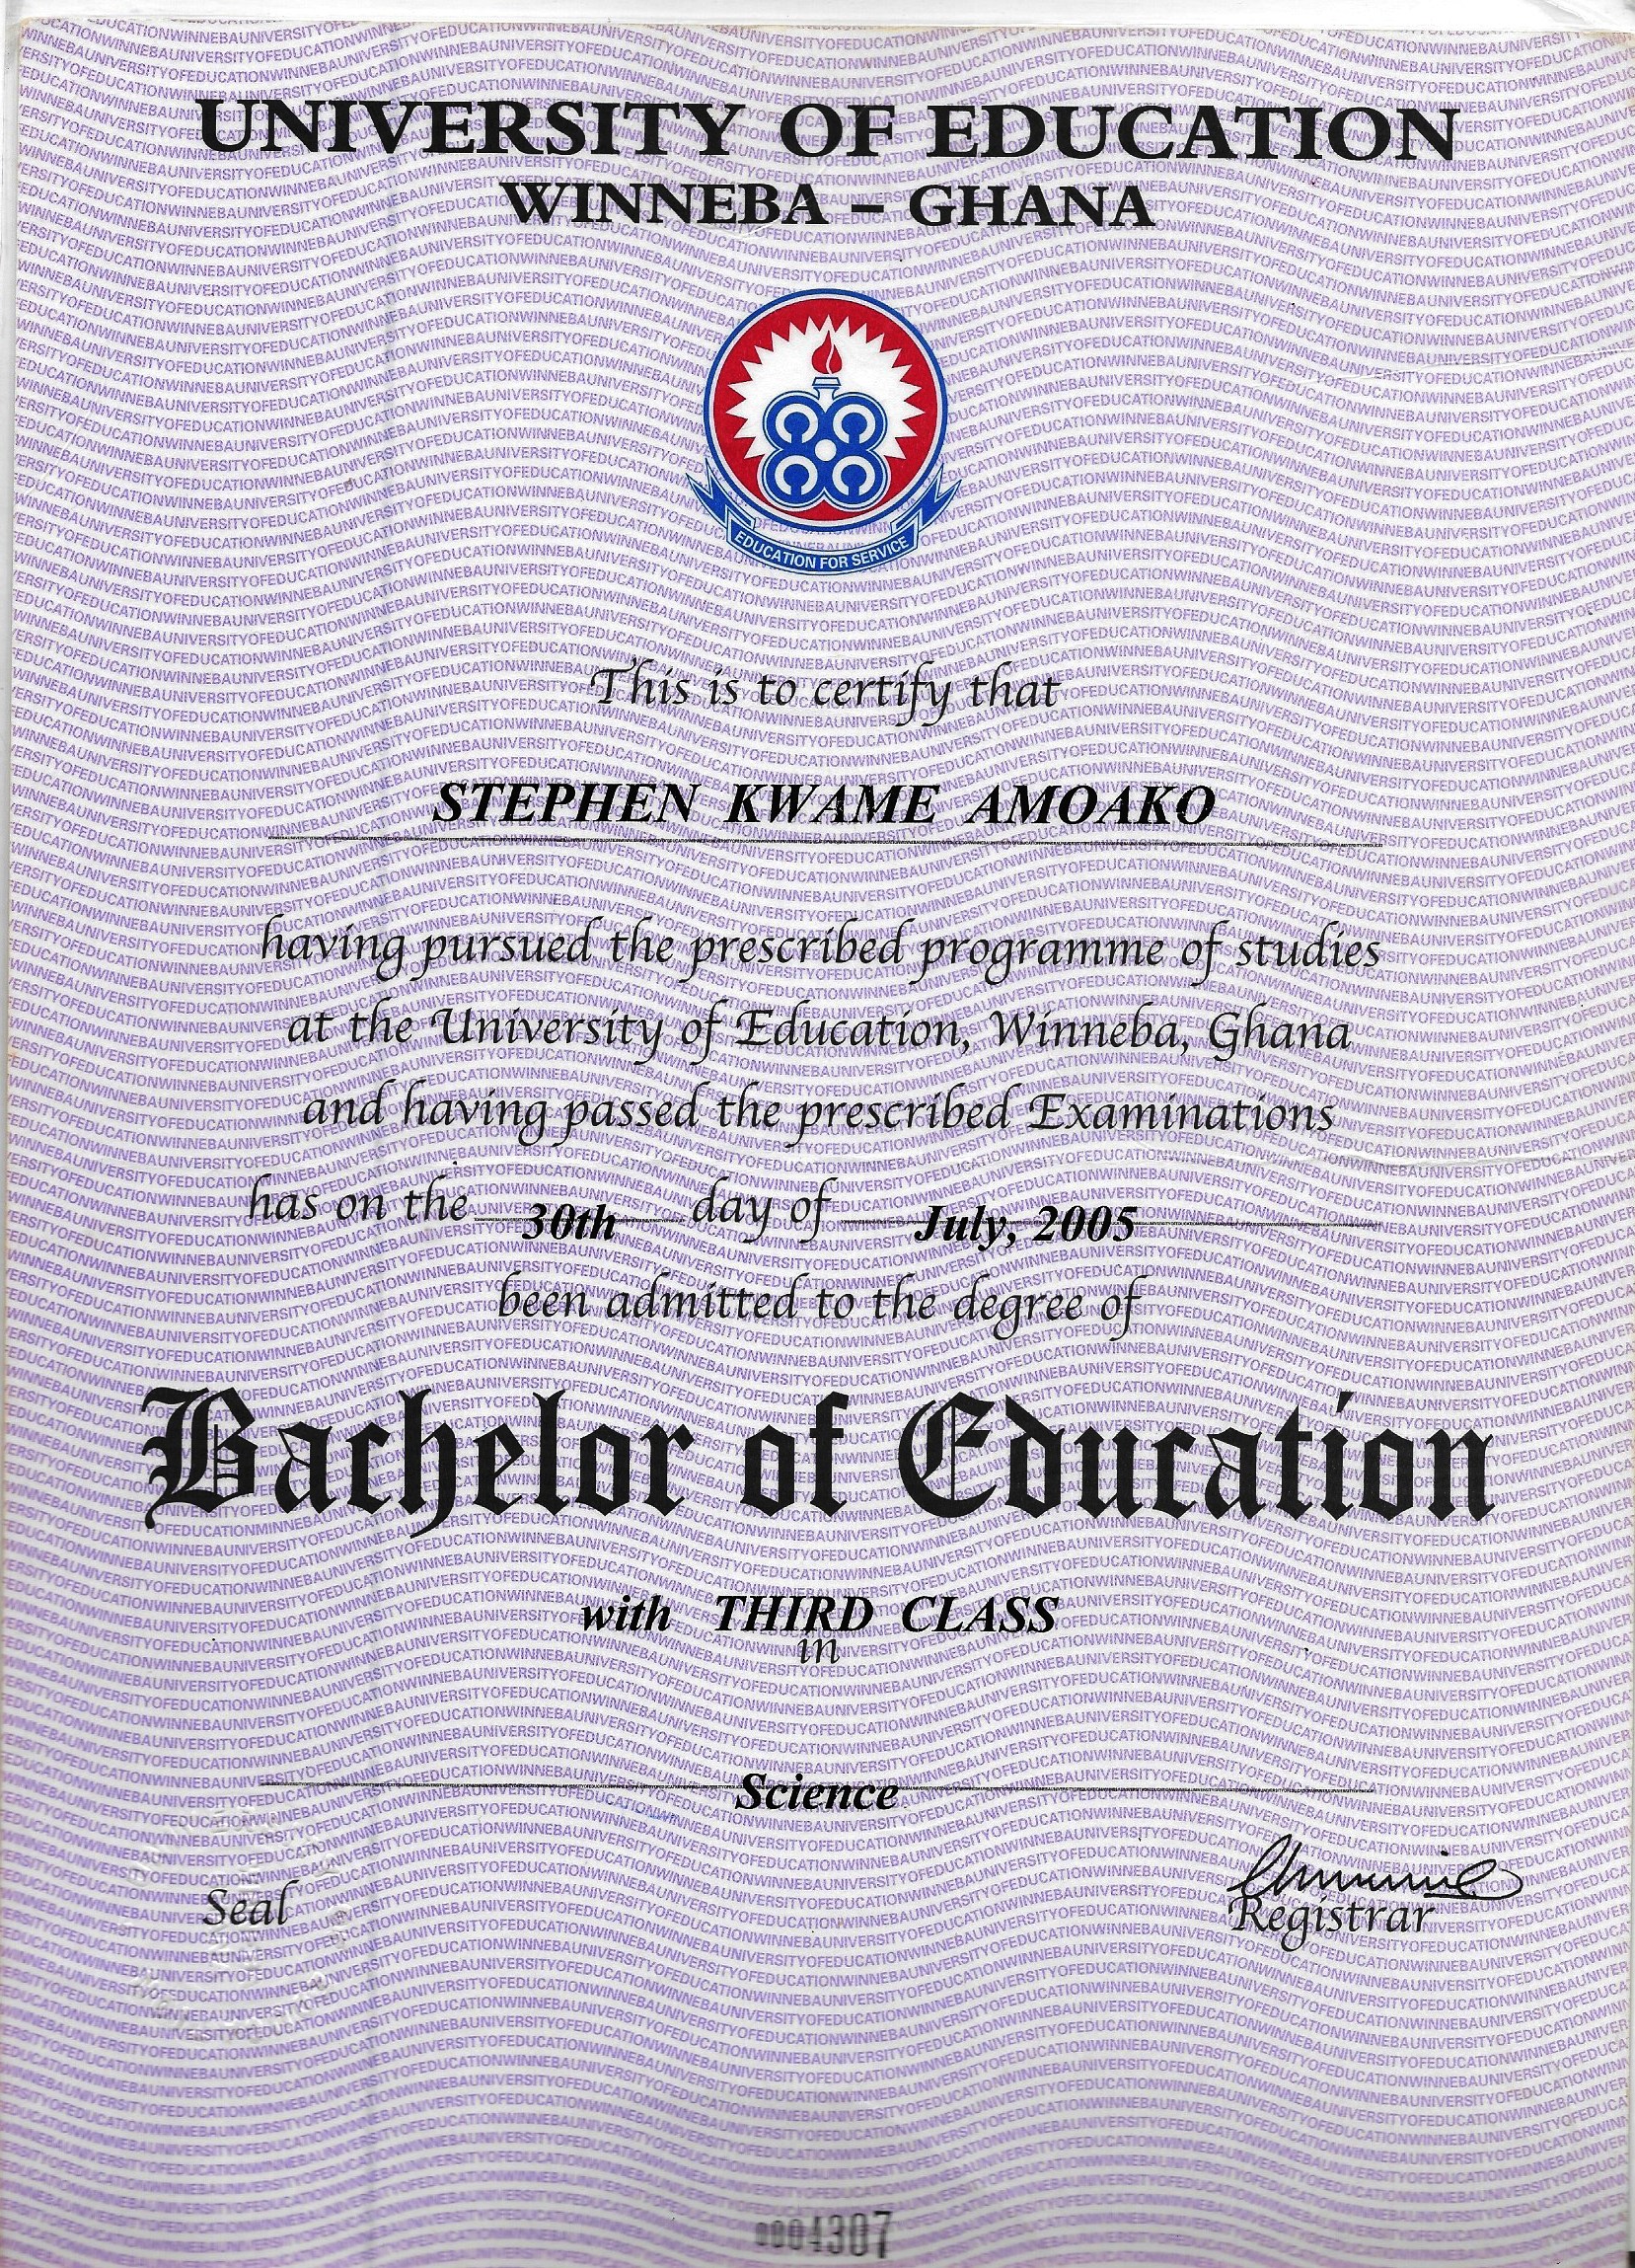 UNIVERSITY OF EDUCATION
WINNEBA – GHANA
EDUCATION FOR SERVICE
This is to certify that
STEPHEN KWAME AMOAKO
having pursued the prescribed programme of studies
at the University of Education, Winneba, Ghana
and having passed the prescribed Examinations
has on the 30th day of July, 2005
been admitted to the degree of
Bachelor of Education
with THIRD CLASS
in
Science
Seal
Registrar
0004307